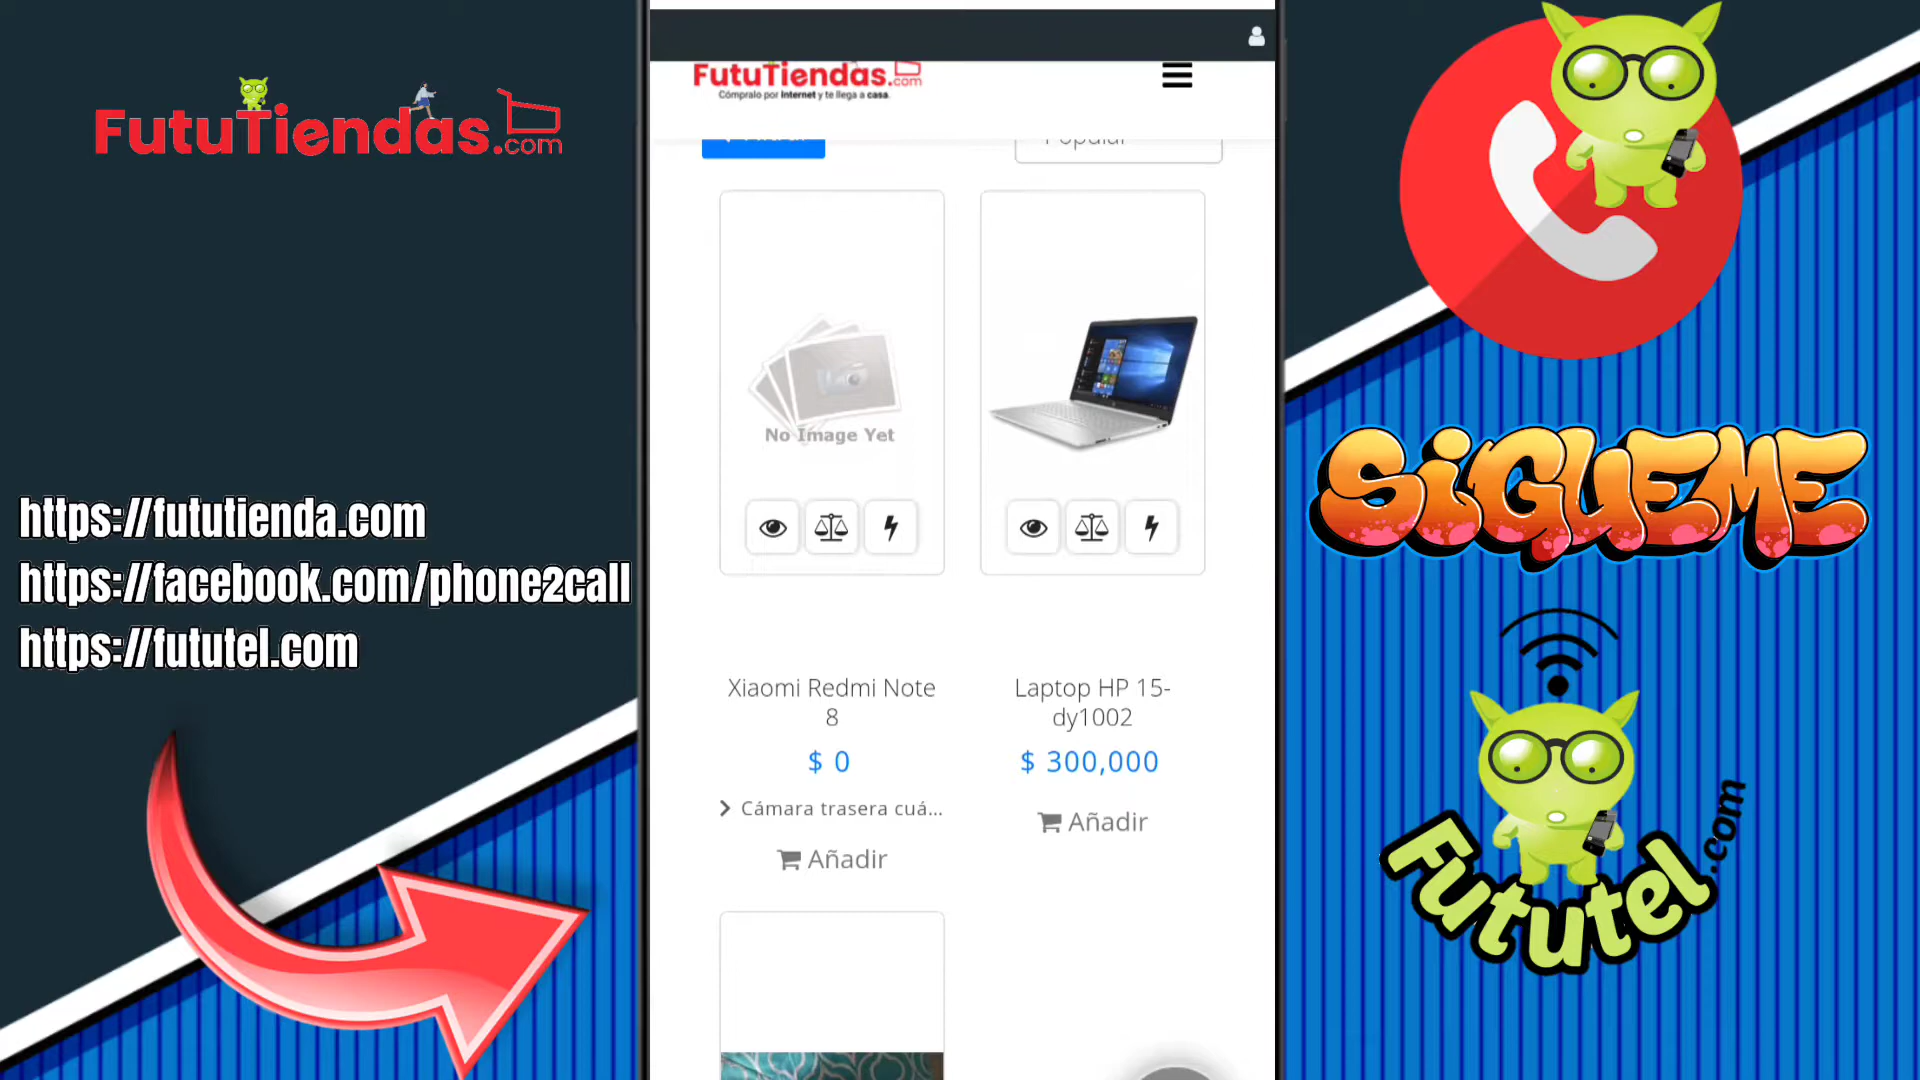 FutuTiendas.com
https://fututienda.com
https://facebook.com/phone2call
https://fututel.com
FutuTiendas.com
Cómpralo por Internet y te llega a casa.
Popular
No Image Yet
Xiaomi Redmi Note
8
$ 0
Cámara trasera cuá...
Añadir
Laptop HP 15-
dy1002
$ 300,000
Añadir
SiGUEME
Fututel.com